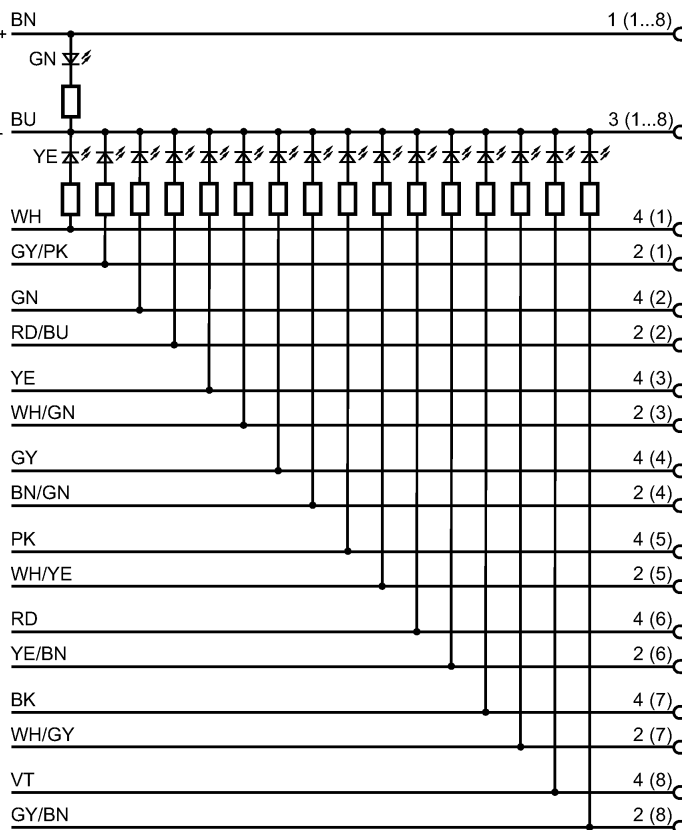 BN 1 (1...8)
+
GN
BU 3 (1...8)
-
YE
WH 4 (1)
GY/PK 2 (1)
GN 4 (2)
RD/BU 2 (2)
YE 4 (3)
WH/GN 2 (3)
GY 4 (4)
BN/GN 2 (4)
PK 4 (5)
WH/YE 2 (5)
RD 4 (6)
YE/BN 2 (6)
BK 4 (7)
WH/GY 2 (7)
VT 4 (8)
GY/BN 2 (8)